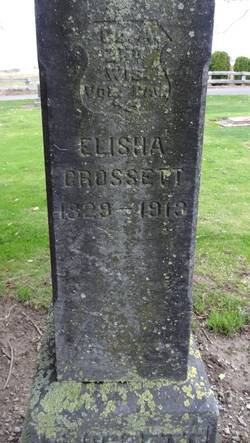 WIS.
VOL. CAV.
ELISHA
CROSSETT
1829 – 1913